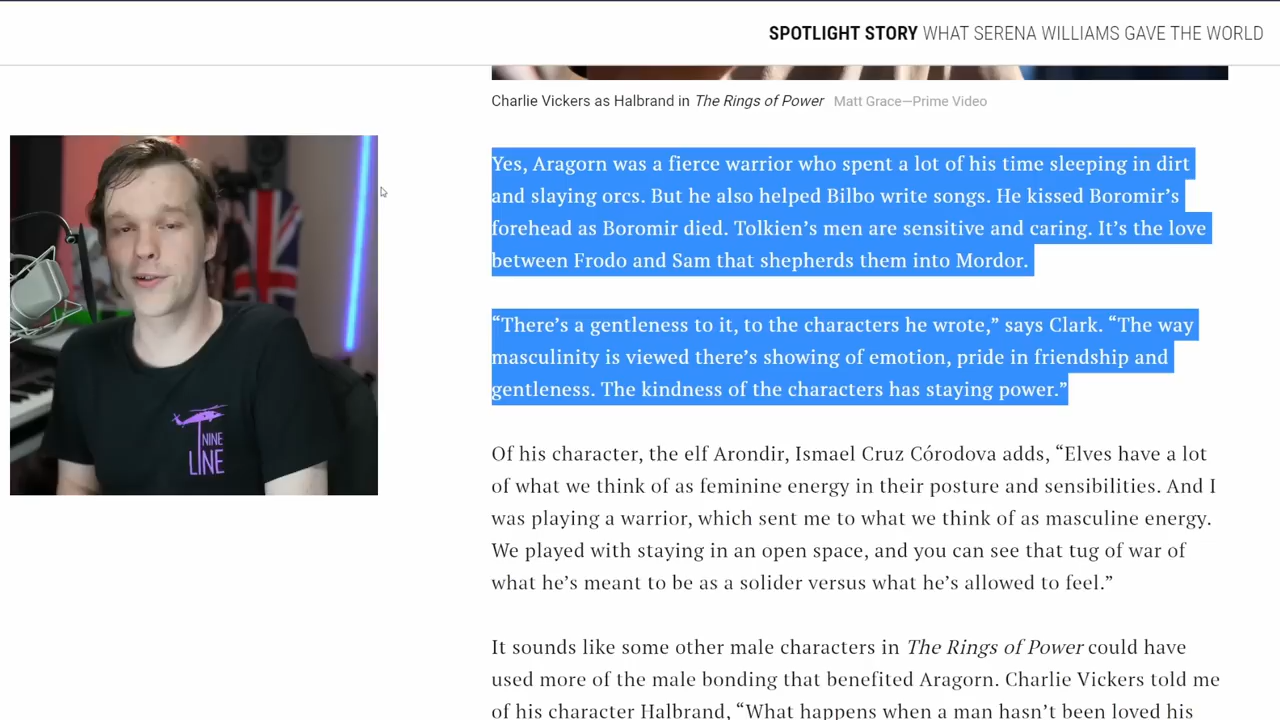 SPOTLIGHT STORY WHAT SERENA WILLIAMS GAVE THE WORLD
Charlie Vickers as Halbrand in The Rings of Power Matt Grace—Prime Video
Yes, Aragorn was a fierce warrior who spent a lot of his time sleeping in dirt
and slaying orcs. But he also helped Bilbo write songs. He kissed Boromir’s
forehead as Boromir died. Tolkien’s men are sensitive and caring. It’s the love
between Frodo and Sam that shepherds them into Mordor.
“There’s a gentleness to it, to the characters he wrote,” says Clark. “The way
masculinity is viewed there’s showing of emotion, pride in friendship and
gentleness. The kindness of the characters has staying power.”
NINE
LINE
Of his character, the elf Arondir, Ismael Cruz Córodova adds, “Elves have a lot
of what we think of as feminine energy in their posture and sensibilities. And I
was playing a warrior, which sent me to what we think of as masculine energy.
We played with staying in an open space, and you can see that tug of war of
what he’s meant to be as a solider versus what he’s allowed to feel.”
It sounds like some other male characters in The Rings of Power could have
used more of the male bonding that benefited Aragorn. Charlie Vickers told me
of his character Halbrand, “What happens when a man hasn’t been loved his